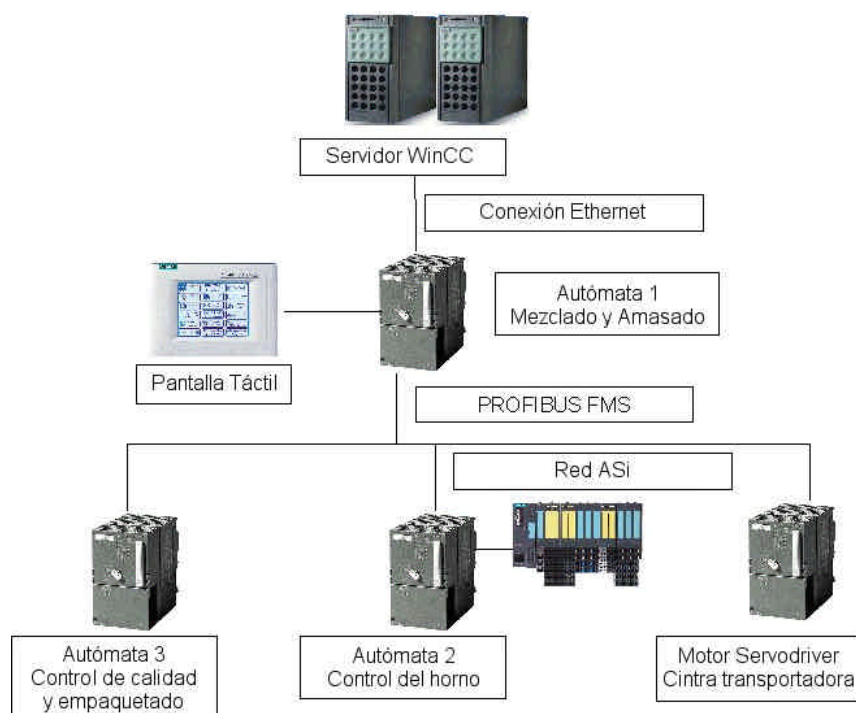 Servidor WinCC
Conexión Ethernet
Autómata 1
Mezclado y Amasado
Pantalla Táctil
PROFIBUS FMS
Red ASi
Autómata 3
Control de calidad
y empaquetado
Autómata 2
Control del horno
Motor Servodriver
Cintra transportadora